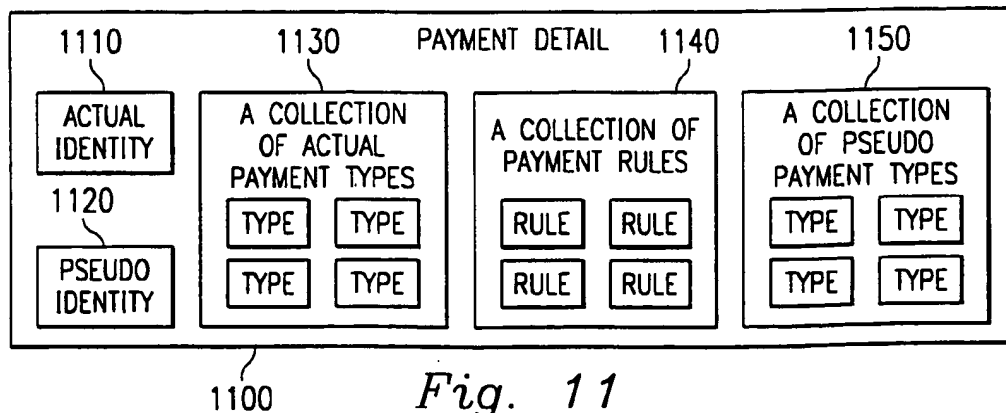 PAYMENT DETAIL
1110
ACTUAL
IDENTITY
1120
PSEUDO
IDENTITY
1130
A COLLECTION
OF ACTUAL
PAYMENT TYPES
TYPE TYPE
TYPE TYPE
1140
A COLLECTION OF
PAYMENT RULES
RULE RULE
RULE RULE
1150
A COLLECTION
OF PSEUDO
PAYMENT TYPES
TYPE TYPE
TYPE TYPE
1100
Fig. 11